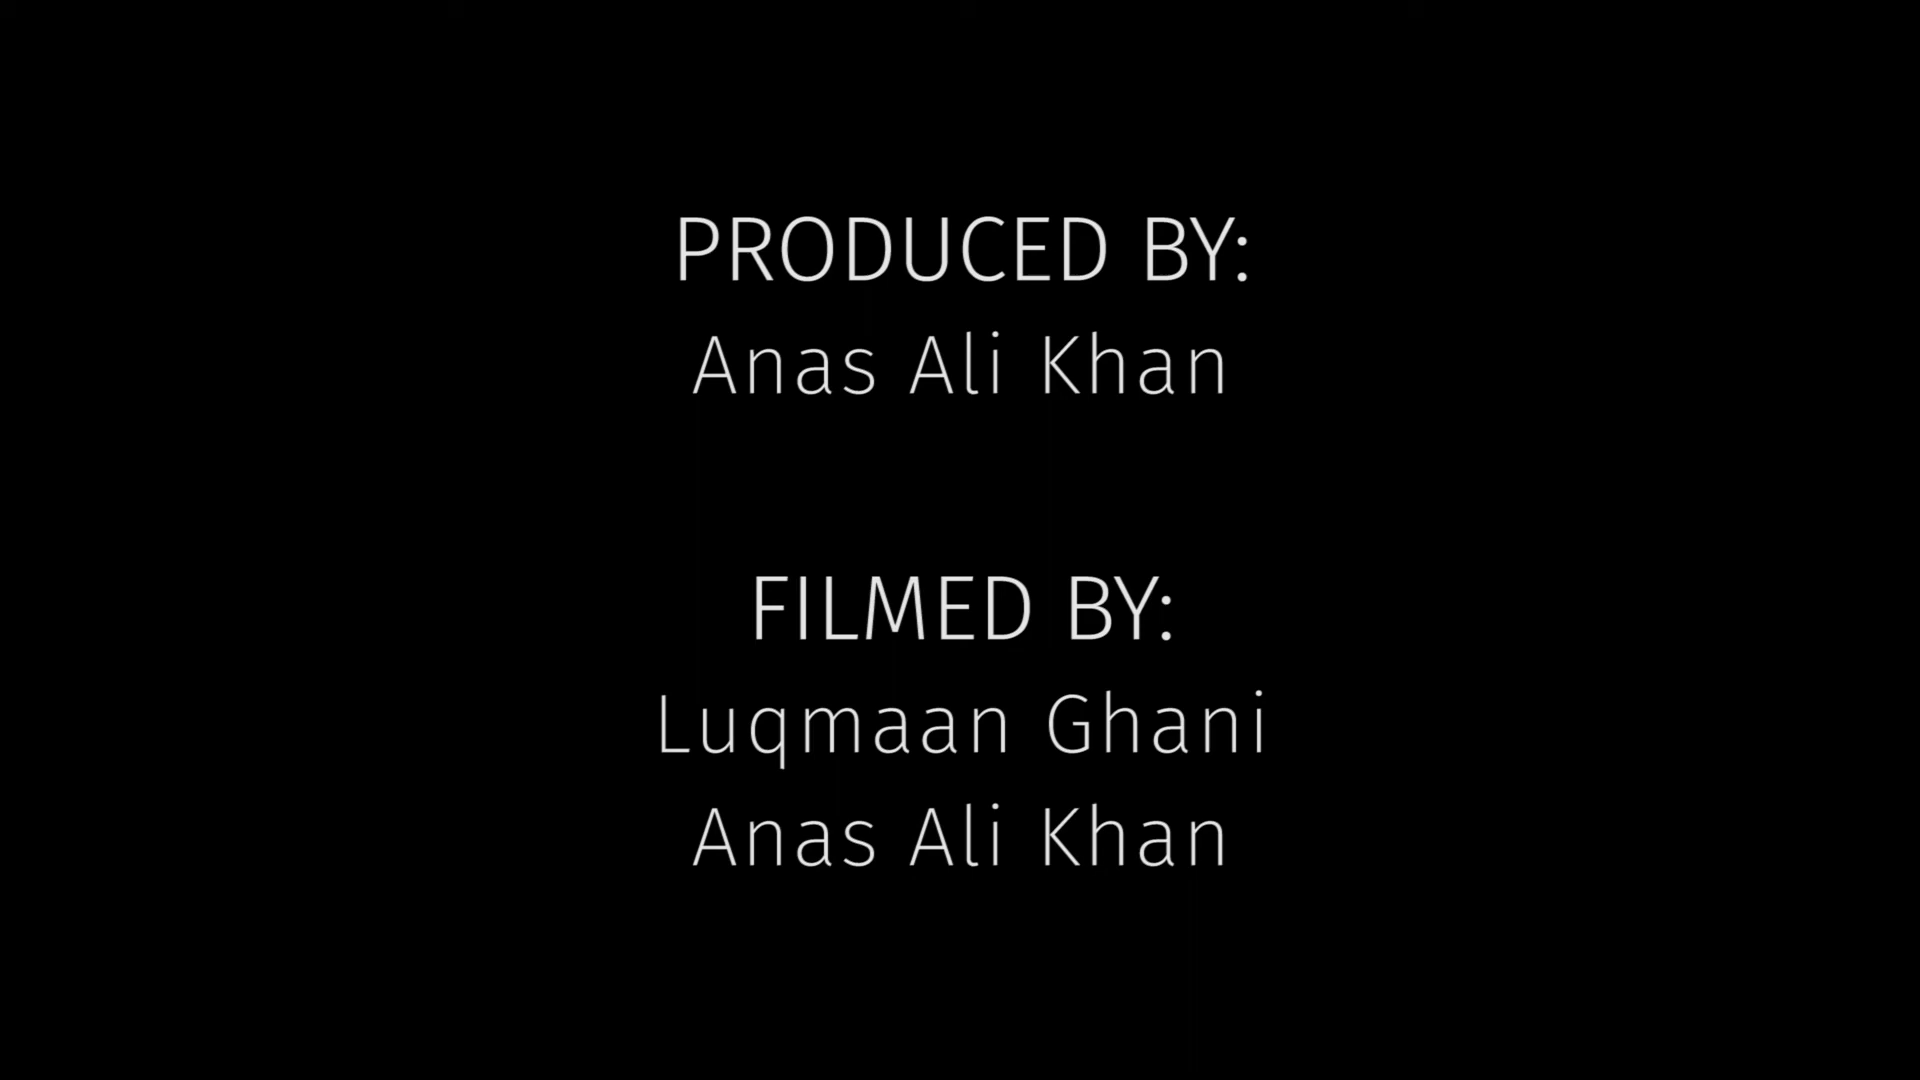 PRODUCED BY:
Anas Ali Khan
FILMED BY:
Luqmaan Ghani
Anas Ali Khan